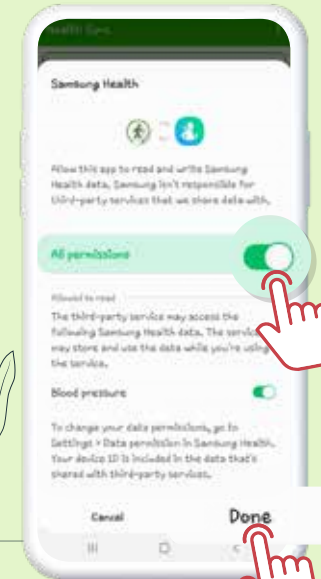 Health Sync
Samsung Health
Allow this app to read and write Samsung
Health data. Samsung isn't responsible for
third-party services that we share data with.
All permissions
Allowed to read
The third-party service may access the
following Samsung Health data. The service
may store and use the data while you're using
the service.
Blood pressure
To change your data permissions, go to
Settings > Data permission in Samsung Health.
Your device ID is included in the data that's
shared with third-party services.
Cancel
Done